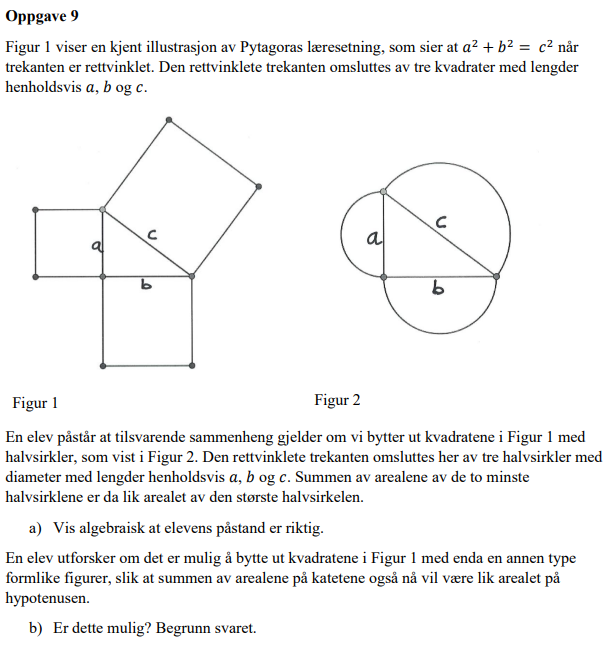 Oppgave 9
Figur 1 viser en kjent illustrasjon av Pytagoras læresetning, som sier at a² + b² = c² når
trekanten er rettvinklet. Den rettvinklete trekanten omsluttes av tre kvadrater med lengder
henholdsvis a, b og c.
a
c
b
a
c
b
Figur 1
Figur 2
En elev påstår at tilsvarende sammenheng gjelder om vi bytter ut kvadratene i Figur 1 med
halvsirkler, som vist i Figur 2. Den rettvinklete trekanten omsluttes her av tre halvsirkler med
diameter med lengder henholdsvis a, b og c. Summen av arealene av de to minste
halvsirklene er da lik arealet av den største halvsirkelen.
a) Vis algebraisk at elevens påstand er riktig.
En elev utforsker om det er mulig å bytte ut kvadratene i Figur 1 med enda en annen type
formlike figurer, slik at summen av arealene på katetene også nå vil være lik arealet på
hypotenusen.
b) Er dette mulig? Begrunn svaret.